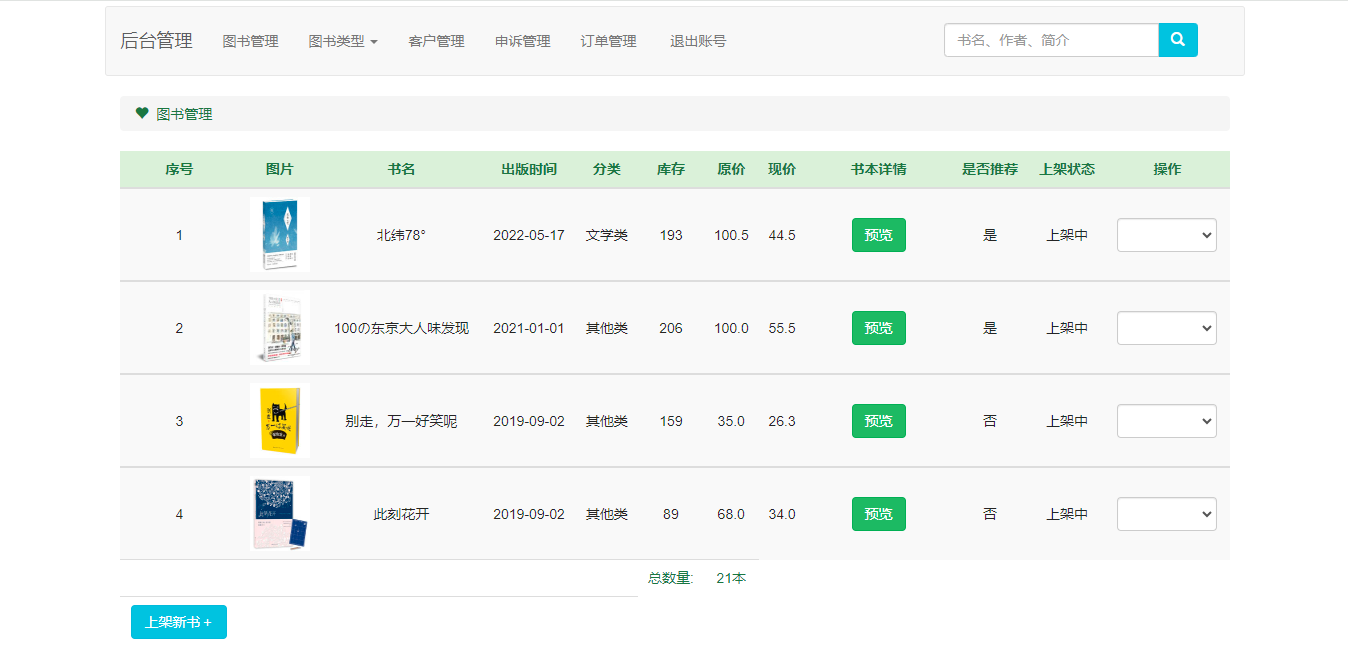 后台管理 图书管理 图书类型 客户管理 申诉管理 订单管理 退出账号 书名、作者、简介
图书管理
序号 图片 书名 出版时间 分类 库存 原价 现价 书本详情 是否推荐 上架状态 操作
1 北纬78° 2022-05-17 文学类 193 100.5 44.5 预览 是 上架中
2 100の东京大人味发现 2021-01-01 其他类 206 100.0 55.5 预览 是 上架中
3 别走，万一好笑呢 2019-09-02 其他类 159 35.0 26.3 预览 否 上架中
4 此刻花开 2019-09-02 其他类 89 68.0 34.0 预览 否 上架中
总数量: 21本
上架新书 +